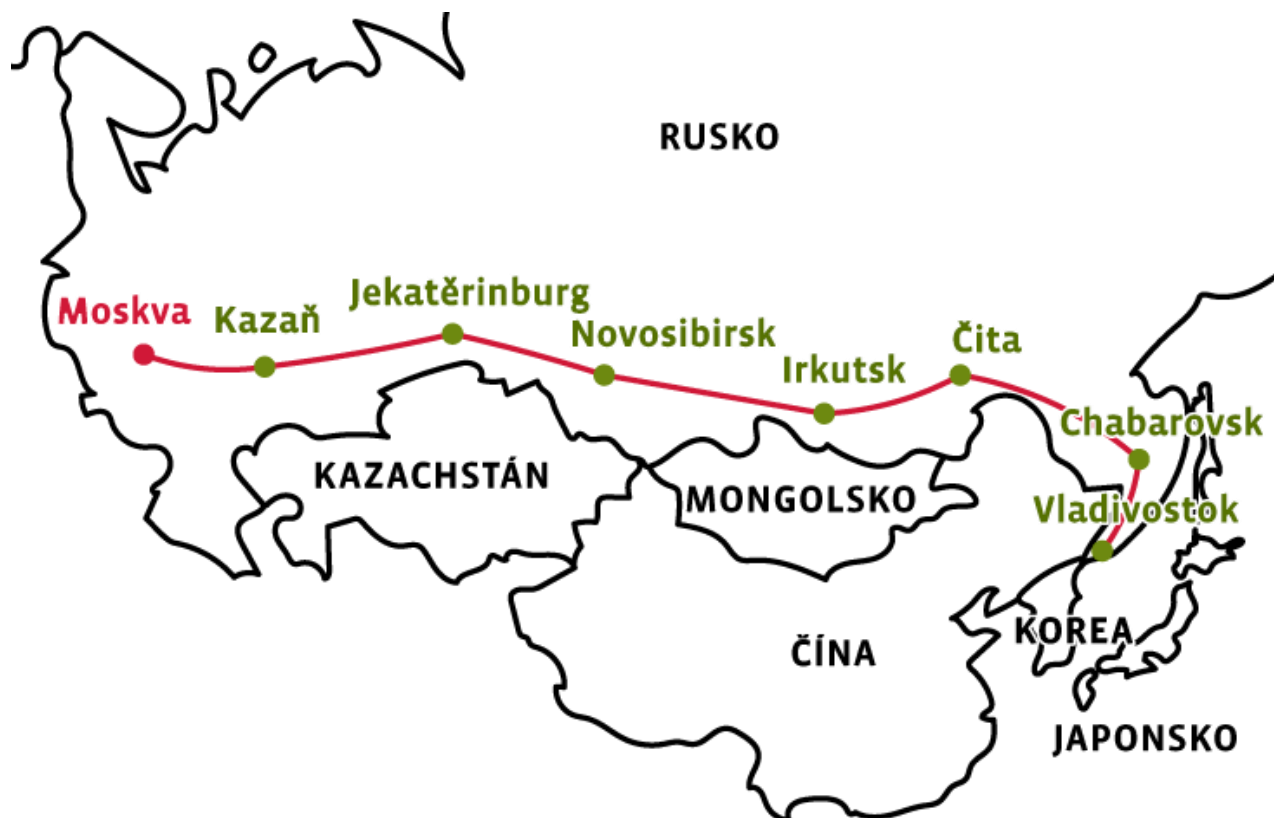 RUSKO
Jekatěrinburg
Moskva
Kazaň
Novosibirsk
Čita
Irkutsk
Chabarovsk
KAZACHSTÁN
MONGOLSKO
Vladivostok
KOREA
ČÍNA
JAPONSKO